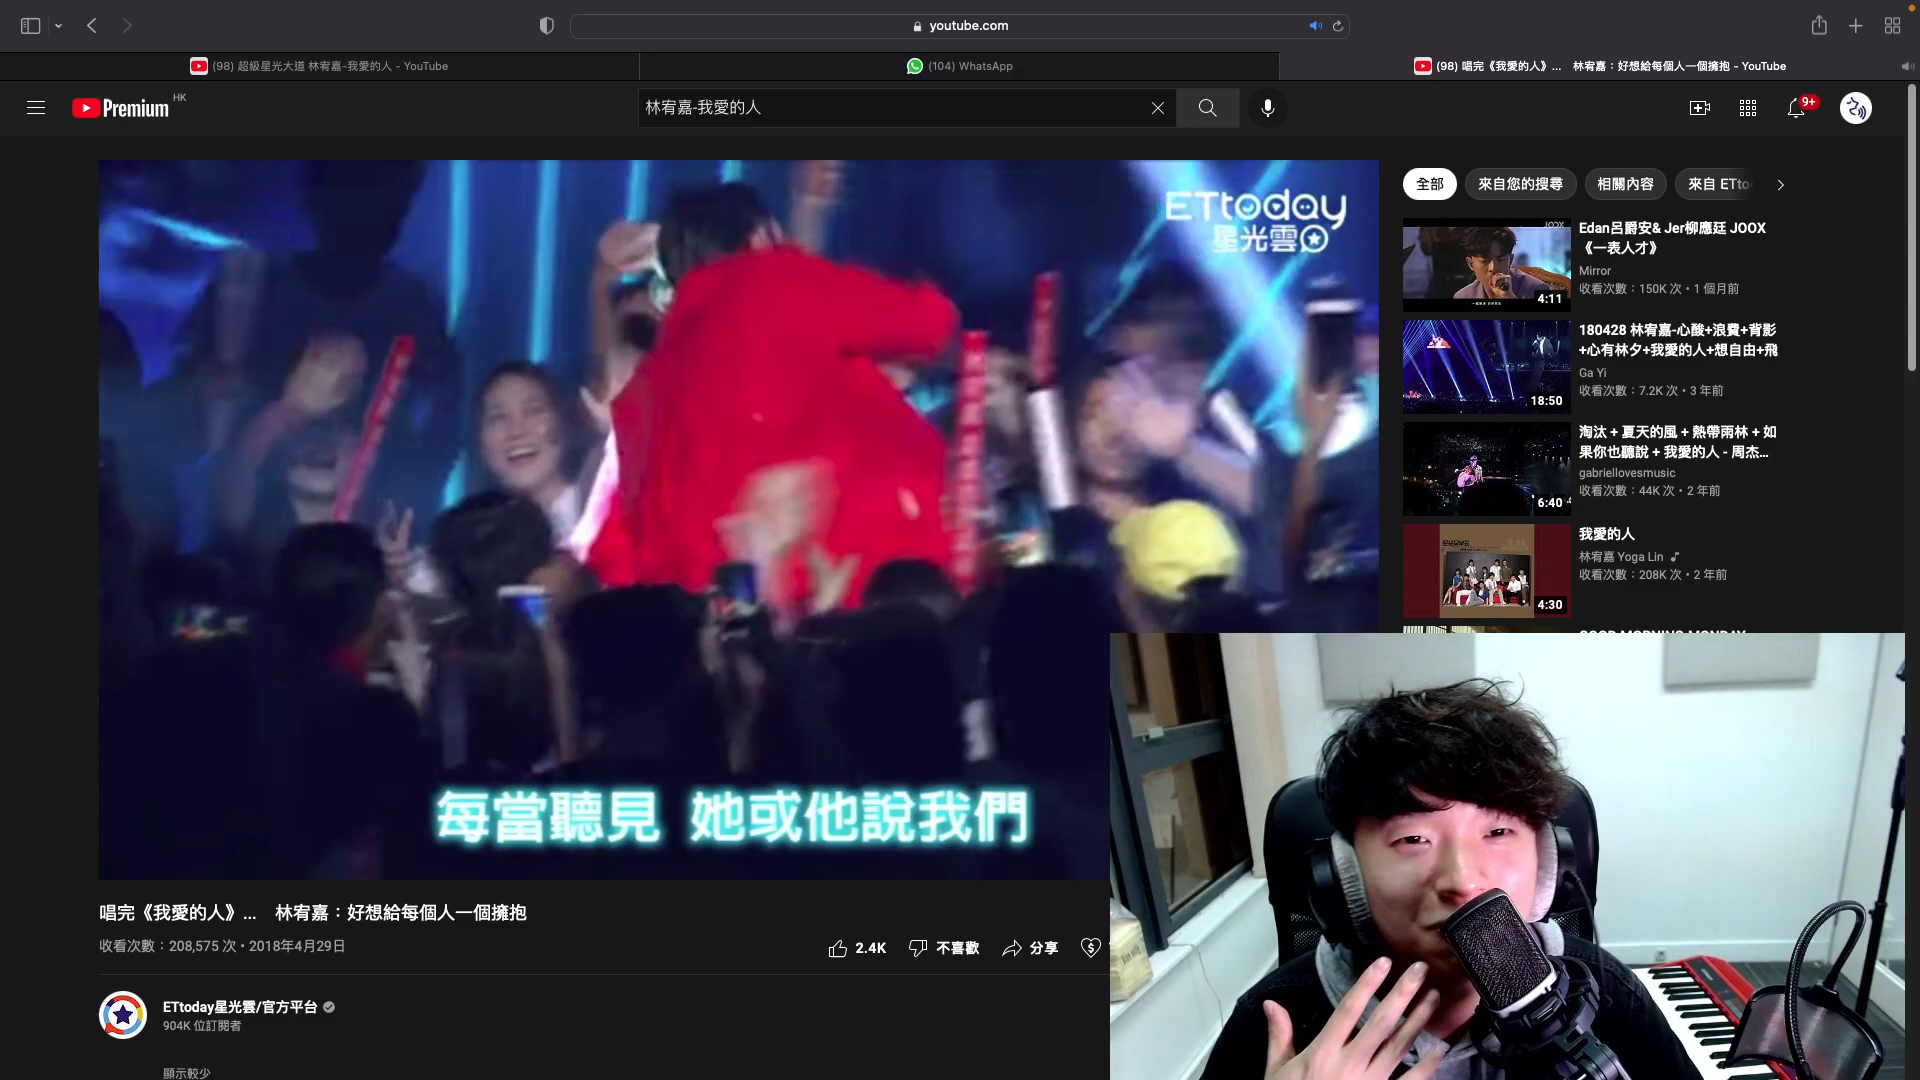 youtube.com
(98) 超級星光大道 林宥嘉-我愛的人 - YouTube
(104) WhatsApp
(98) 唱完《我愛的人》... 林宥嘉：好想給每個人一個擁抱 - YouTube
Premium HK
林宥嘉-我愛的人
9+
ETtoday
星光雲
每當聽見 她或他說我們
全部
來自您的搜尋
相關內容
來自 ETto
JOOX
4:11
Edan呂爵安& Jer柳應廷 JOOX
《一表人才》
Mirror
收看次數：150K 次・1 個月前
18:50
180428 林宥嘉-心酸+浪費+背影
+心有林夕+我愛的人+想自由+飛
Ga Yi
收看次數：7.2K 次・3 年前
6:40
淘汰 + 夏天的風 + 熱帶雨林 + 如
果你也聽說 + 我愛的人 - 周杰...
gabriellovesmusic
收看次數：44K 次・2 年前
4:30
我愛的人
林宥嘉 Yoga Lin
收看次數：208K 次・2 年前
GOOD MORNING MONDAY
唱完《我愛的人》... 林宥嘉：好想給每個人一個擁抱
收看次數：208,575 次・2018年4月29日
2.4K
不喜歡
分享
ETtoday星光雲/官方平台
904K 位訂閱者
顯示較少